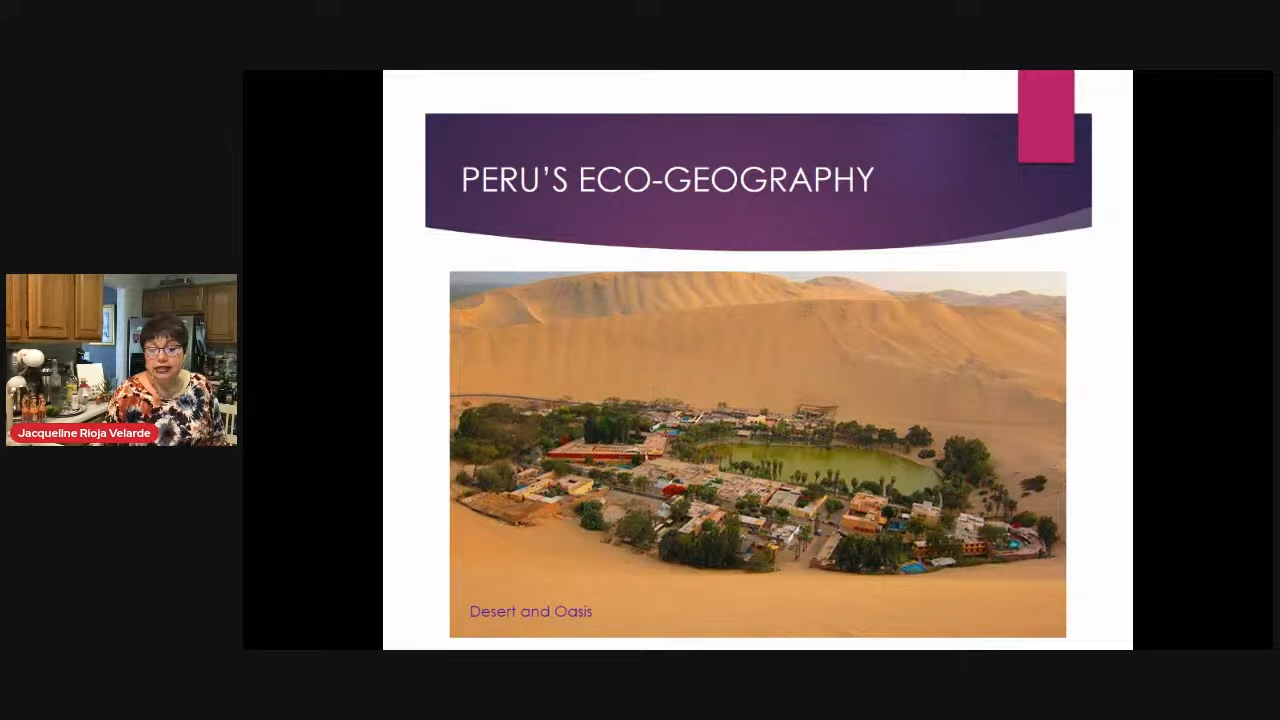 PERU'S ECO-GEOGRAPHY
Jacqueline Rioja Velarde
Desert and Oasis